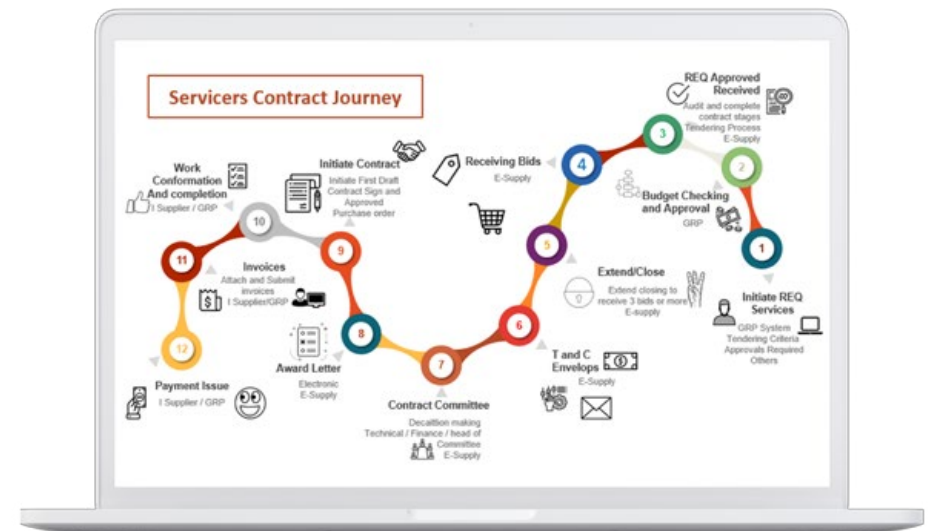 Servicers Contract Journey
REQ Approved
Received
Audit and complete
contract stages
Tendering Process
E-Supply
3
Receiving Bids
E-Supply
4
2
Budget Checking
and Approval
GRP
1
Initiate REQ
Services
GRP System
Tendering Criteria
Approvals Required
Others
5
Extend/Close
Extend closing to
receive 3 bids or more
E-supply
6
T and C
Envelops
E-Supply
7
Contract Committee
Decaittion making
Technical / Finance / head of
Committee
E-Supply
8
Award Letter
Electronic
E-Supply
9
Initiate Contract
Initiate First Draft
Contract Sign and
Approved
Purchase order
10
Work
Conformation
And completion
I Supplier / GRP
11
Invoices
Attach and Submil
invoices
I Supplier/GRP
12
Payment Issue
I Supplier / GRP